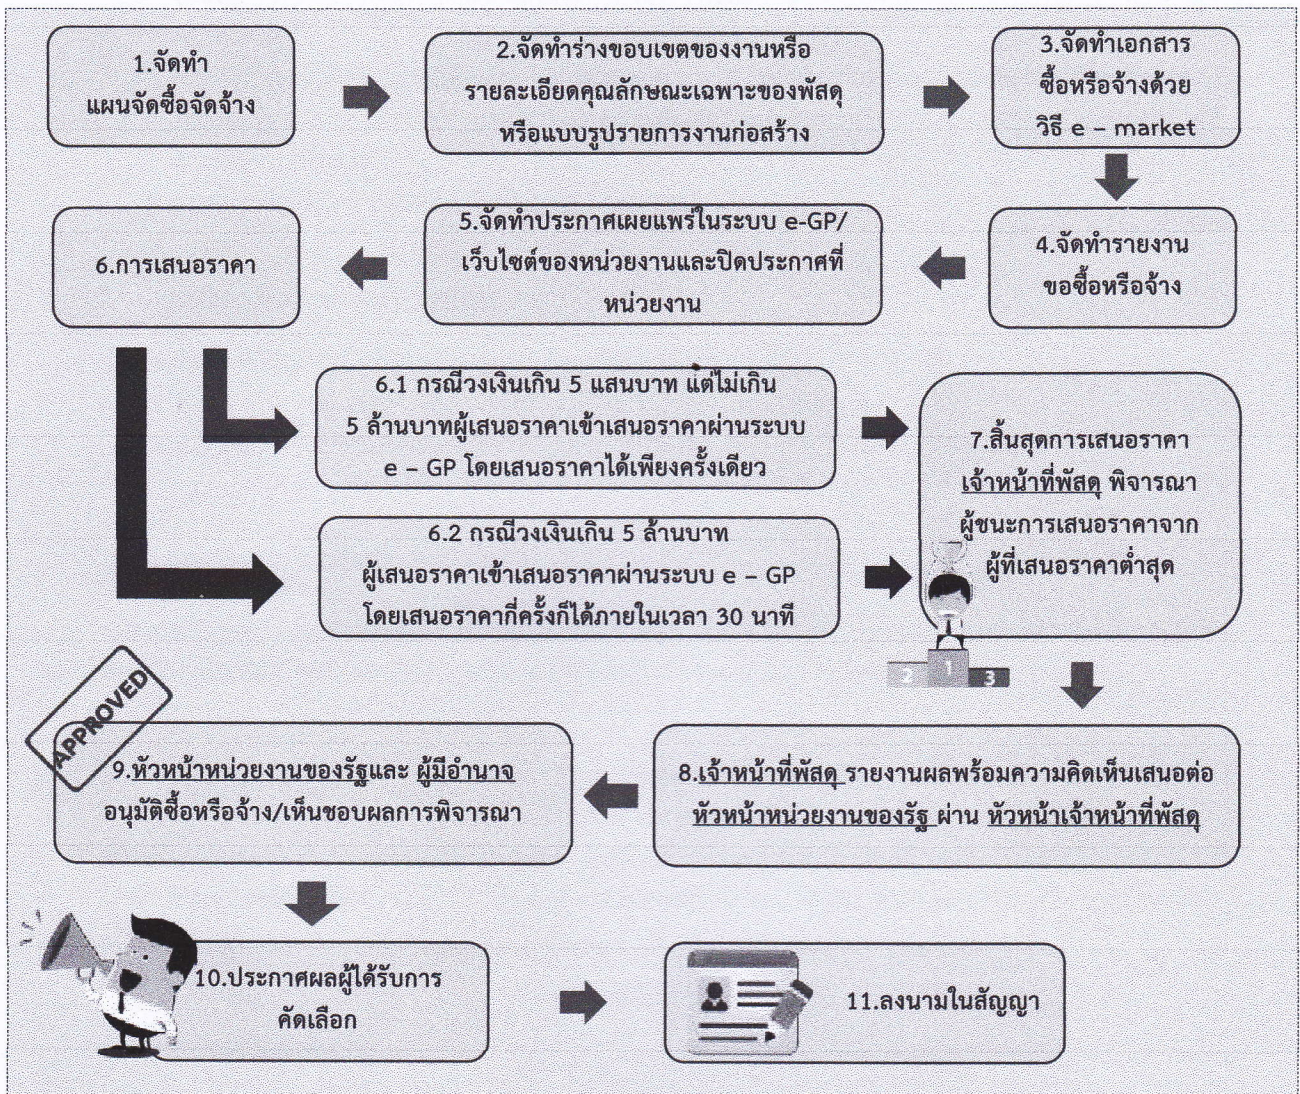 1.จัดทำ
แผนจัดซื้อจัดจ้าง
2.จัดทำร่างขอบเขตของงานหรือ
รายละเอียดคุณลักษณะเฉพาะของพัสดุ
หรือแบบรูปรายการงานก่อสร้าง
3.จัดทำเอกสาร
ซื้อหรือจ้างด้วย
วิธี e – market
4.จัดทำรายงาน
ขอซื้อหรือจ้าง
5.จัดทำประกาศเผยแพร่ในระบบ e-GP/
เว็บไซต์ของหน่วยงานและปิดประกาศที่
หน่วยงาน
6.การเสนอราคา
6.1 กรณีวงเงินเกิน 5 แสนบาท แต่ไม่เกิน
5 ล้านบาทผู้เสนอราคาเข้าเสนอราคาผ่านระบบ
e – GP โดยเสนอราคาได้เพียงครั้งเดียว
6.2 กรณีวงเงินเกิน 5 ล้านบาท
ผู้เสนอราคาเข้าเสนอราคาผ่านระบบ e – GP
โดยเสนอราคากี่ครั้งก็ได้ภายในเวลา 30 นาที
7.สิ้นสุดการเสนอราคา
เจ้าหน้าที่พัสดุ พิจารณา
ผู้ชนะการเสนอราคาจาก
ผู้ที่เสนอราคาต่ำสุด
2 1 3
8.เจ้าหน้าที่พัสดุ รายงานผลพร้อมความคิดเห็นเสนอต่อ
หัวหน้าหน่วยงานของรัฐ ผ่าน หัวหน้าเจ้าหน้าที่พัสดุ
APPROVED
9.หัวหน้าหน่วยงานของรัฐและ ผู้มีอำนาจ
อนุมัติซื้อหรือจ้าง/เห็นชอบผลการพิจารณา
10.ประกาศผลผู้ได้รับการ
คัดเลือก
11.ลงนามในสัญญา